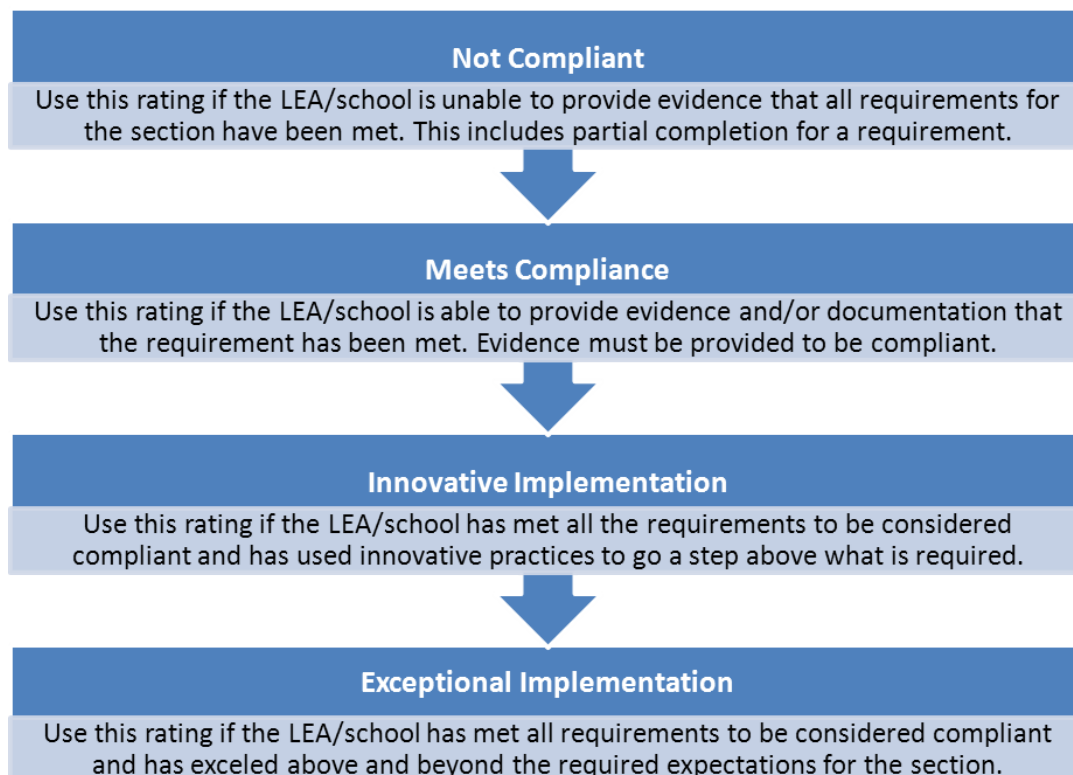 Not Compliant
Use this rating if the LEA/school is unable to provide evidence that all requirements for
the section have been met. This includes partial completion for a requirement.
Meets Compliance
Use this rating if the LEA/school is able to provide evidence and/or documentation that
the requirement has been met. Evidence must be provided to be compliant.
Innovative Implementation
Use this rating if the LEA/school has met all the requirements to be considered
compliant and has used innovative practices to go a step above what is required.
Exceptional Implementation
Use this rating if the LEA/school has met all requirements to be considered compliant
and has exceled above and beyond the required expectations for the section.